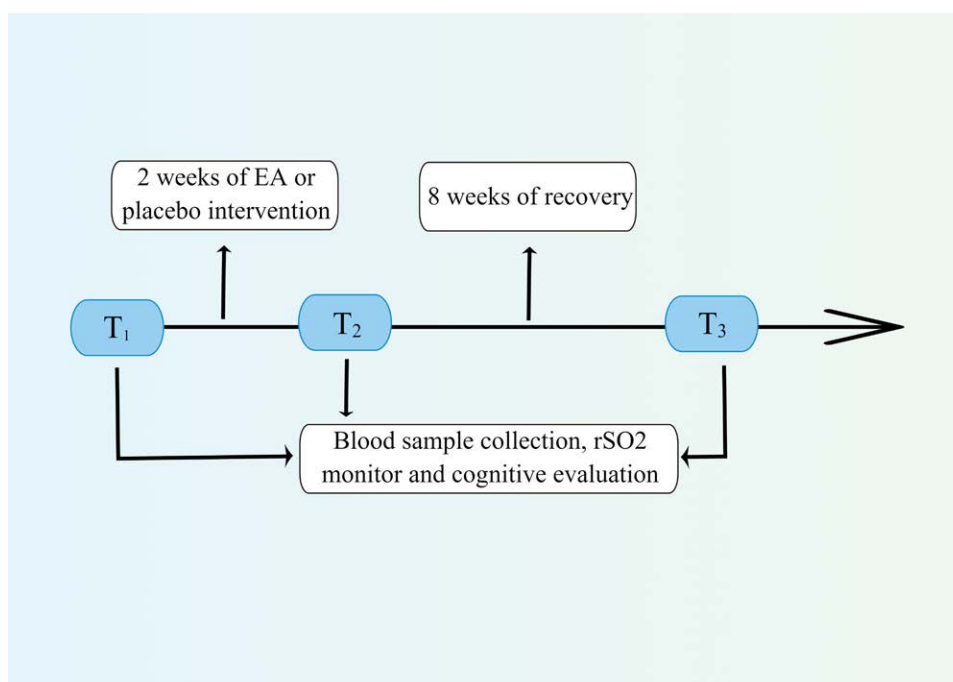 2 weeks of EA or
placebo intervention
8 weeks of recovery
T₁
T₂
T₃
Blood sample collection, rSO2
monitor and cognitive evaluation